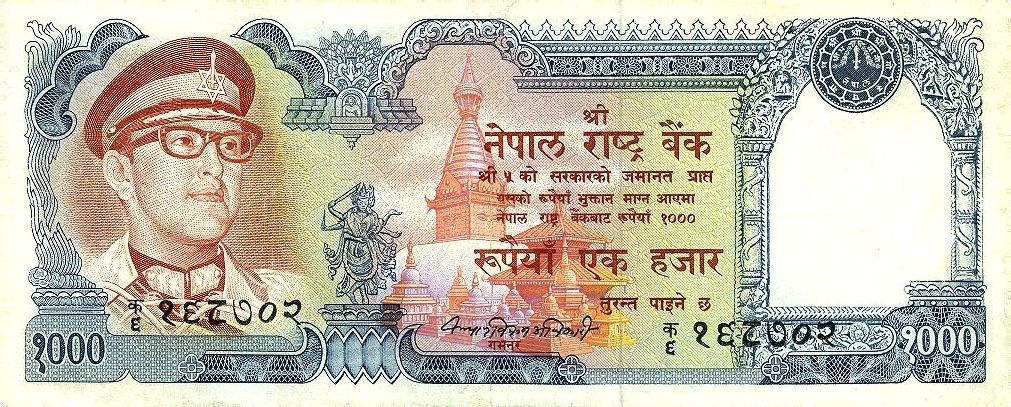 श्री
नेपाल राष्ट्र बैंक
श्री ५ को सरकारको जमानत प्राप्त
यसको रूपैयाँ भुक्तान माग्न आएमा
नेपाल राष्ट्र बैंकबाट रूपैयाँ १०००
रूपैयाँ एक हजार
तुरन्त पाइने छ
क
६ १६८७०२
गभर्नर
क
६ १६८७०२
१०००
१०००